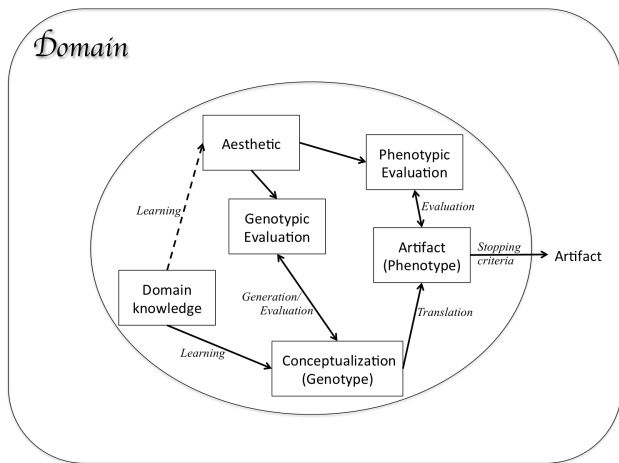 Domain
Aesthetic
Phenotypic
Evaluation
Learning
Genotypic
Evaluation
Evaluation
Artifact
(Phenotype)
Stopping
criteria
Artifact
Domain
knowledge
Generation/
Evaluation
Translation
Learning
Conceptualization
(Genotype)